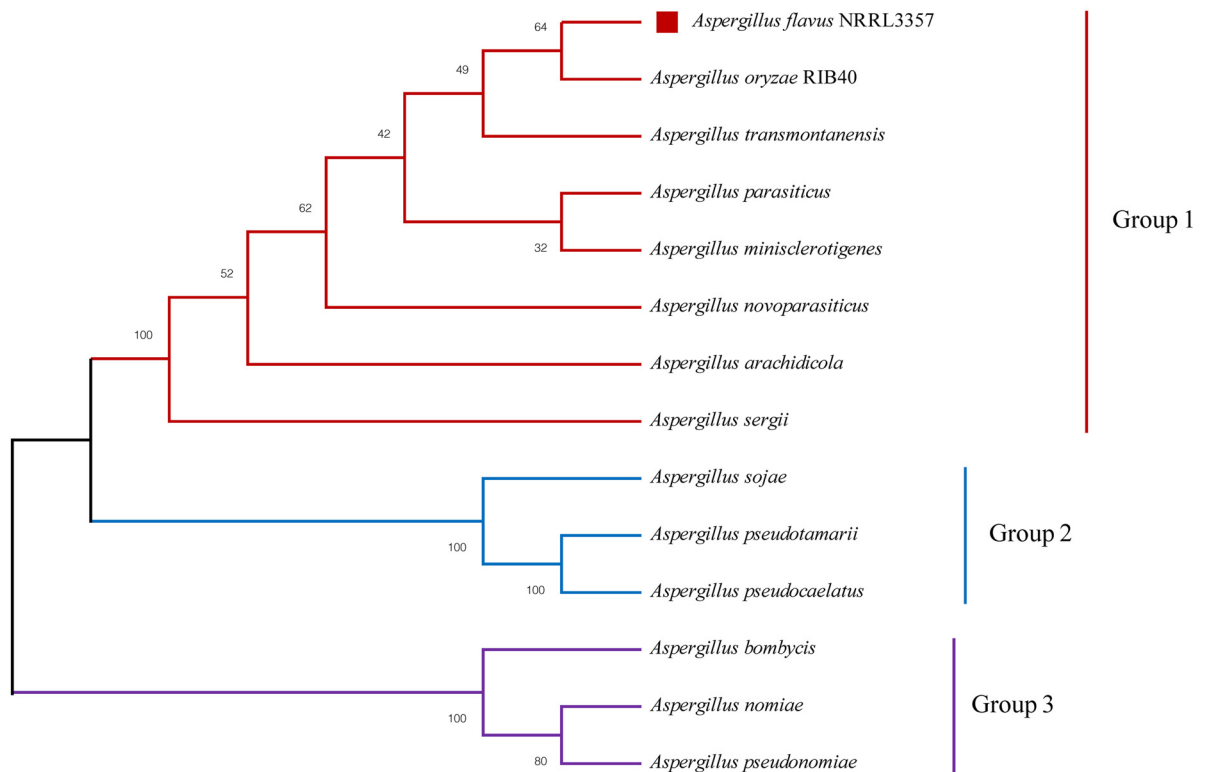 64
Aspergillus flavus NRRL3357
49
Aspergillus oryzae RIB40
42
Aspergillus transmontanensis
Aspergillus parasiticus
62
32
Aspergillus minisclerotigenes
Group 1
52
Aspergillus novoparasiticus
100
Aspergillus arachidicola
Aspergillus sergii
Aspergillus sojae
100
Aspergillus pseudotamarii
Group 2
100
Aspergillus pseudocaelatus
Aspergillus bombycis
100
Aspergillus nomiae
Group 3
80
Aspergillus pseudonomiae